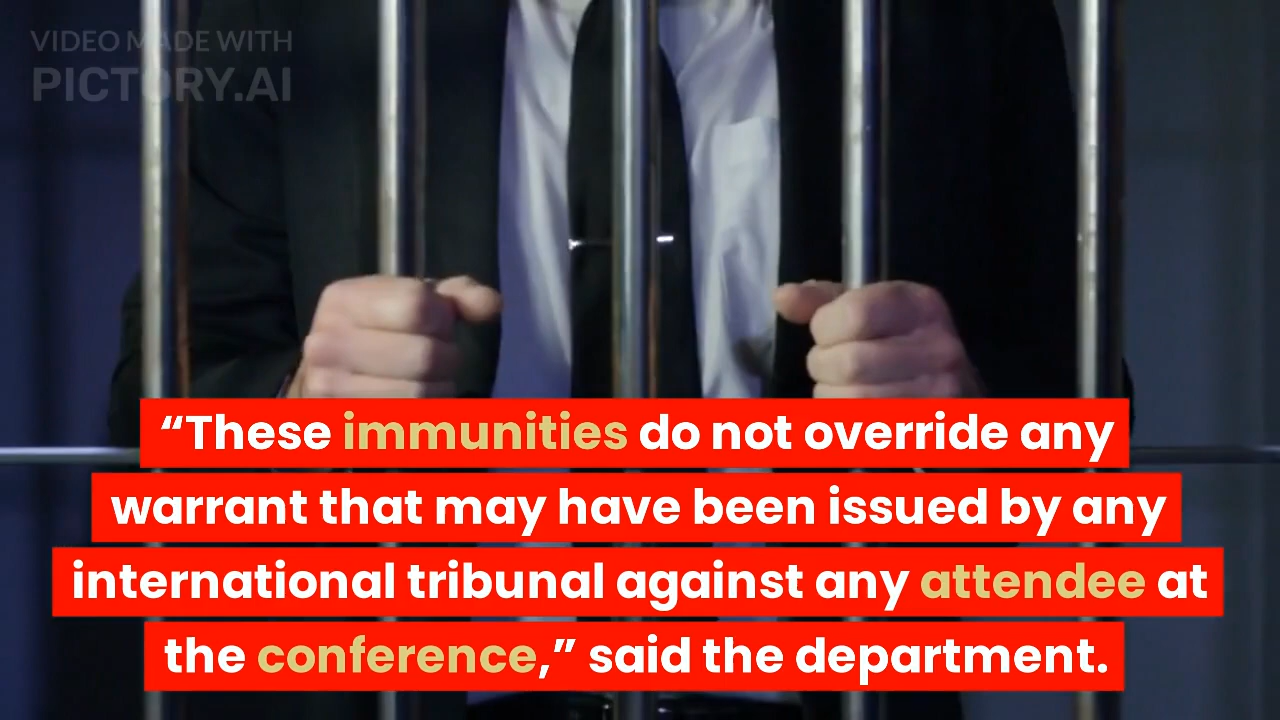 VIDEO MADE WITH
PICTORY.AI
“These immunities do not override any
warrant that may have been issued by any
international tribunal against any attendee at
the conference,” said the department.